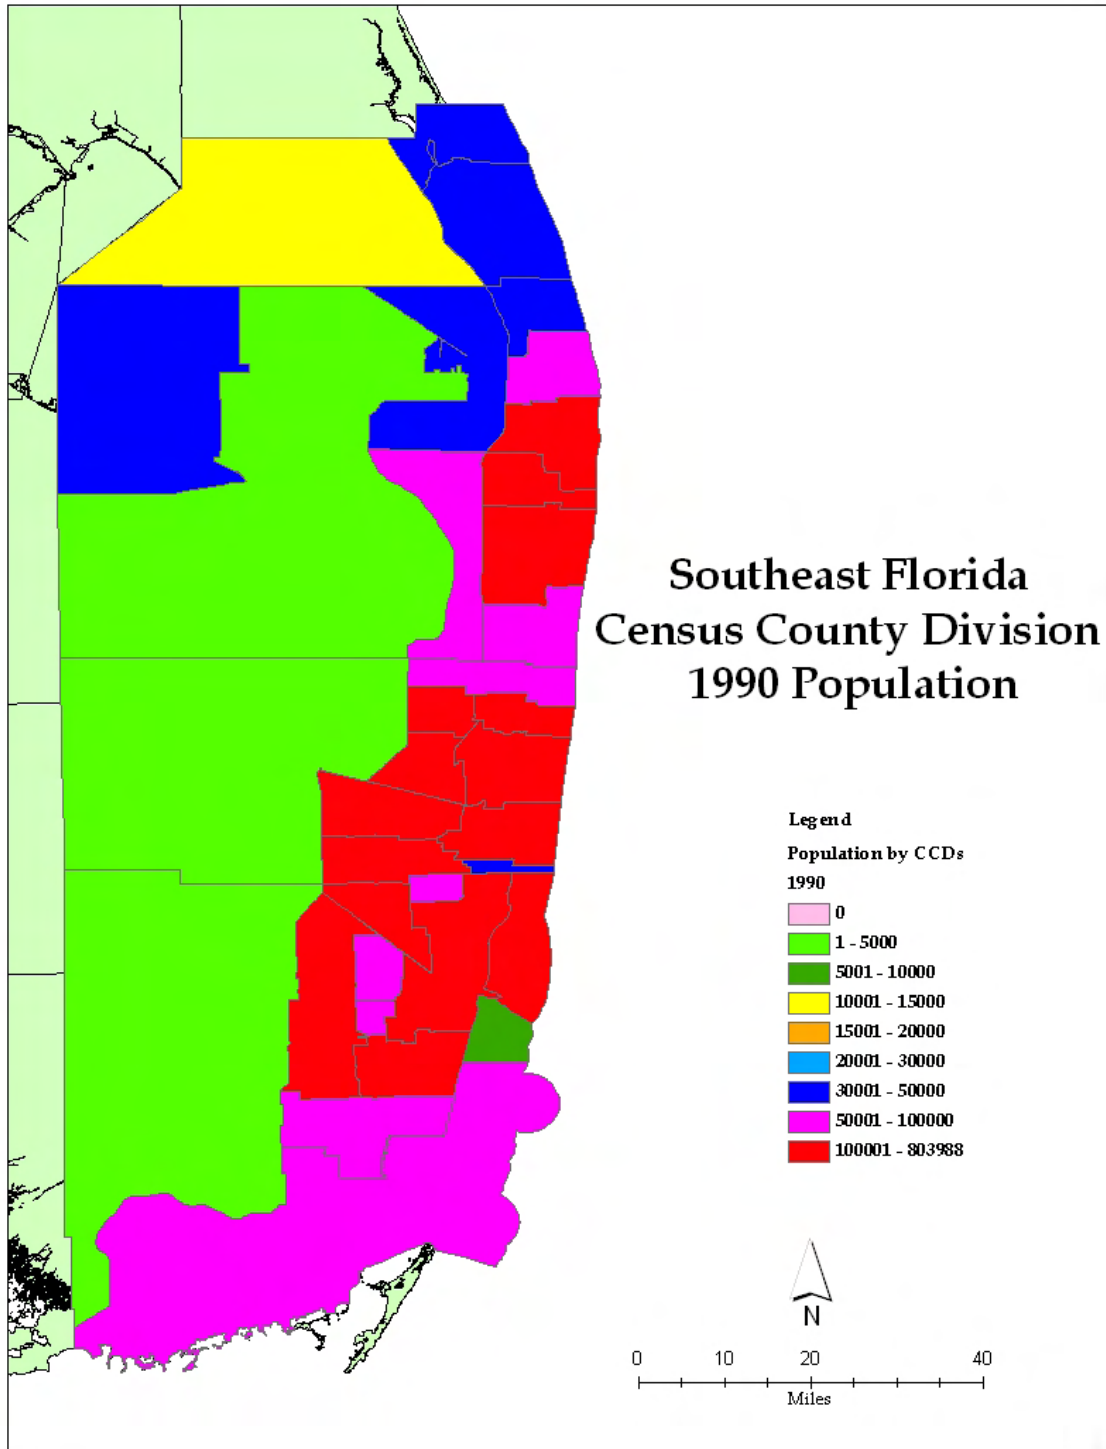 Southeast Florida
Census County Division
1990 Population
Legend
Population by CCDs
1990
0
1 - 5000
5001 - 10000
10001 - 15000
15001 - 20000
20001 - 30000
30001 - 50000
50001 - 100000
100001 - 803988
N
0 10 20 40
Miles